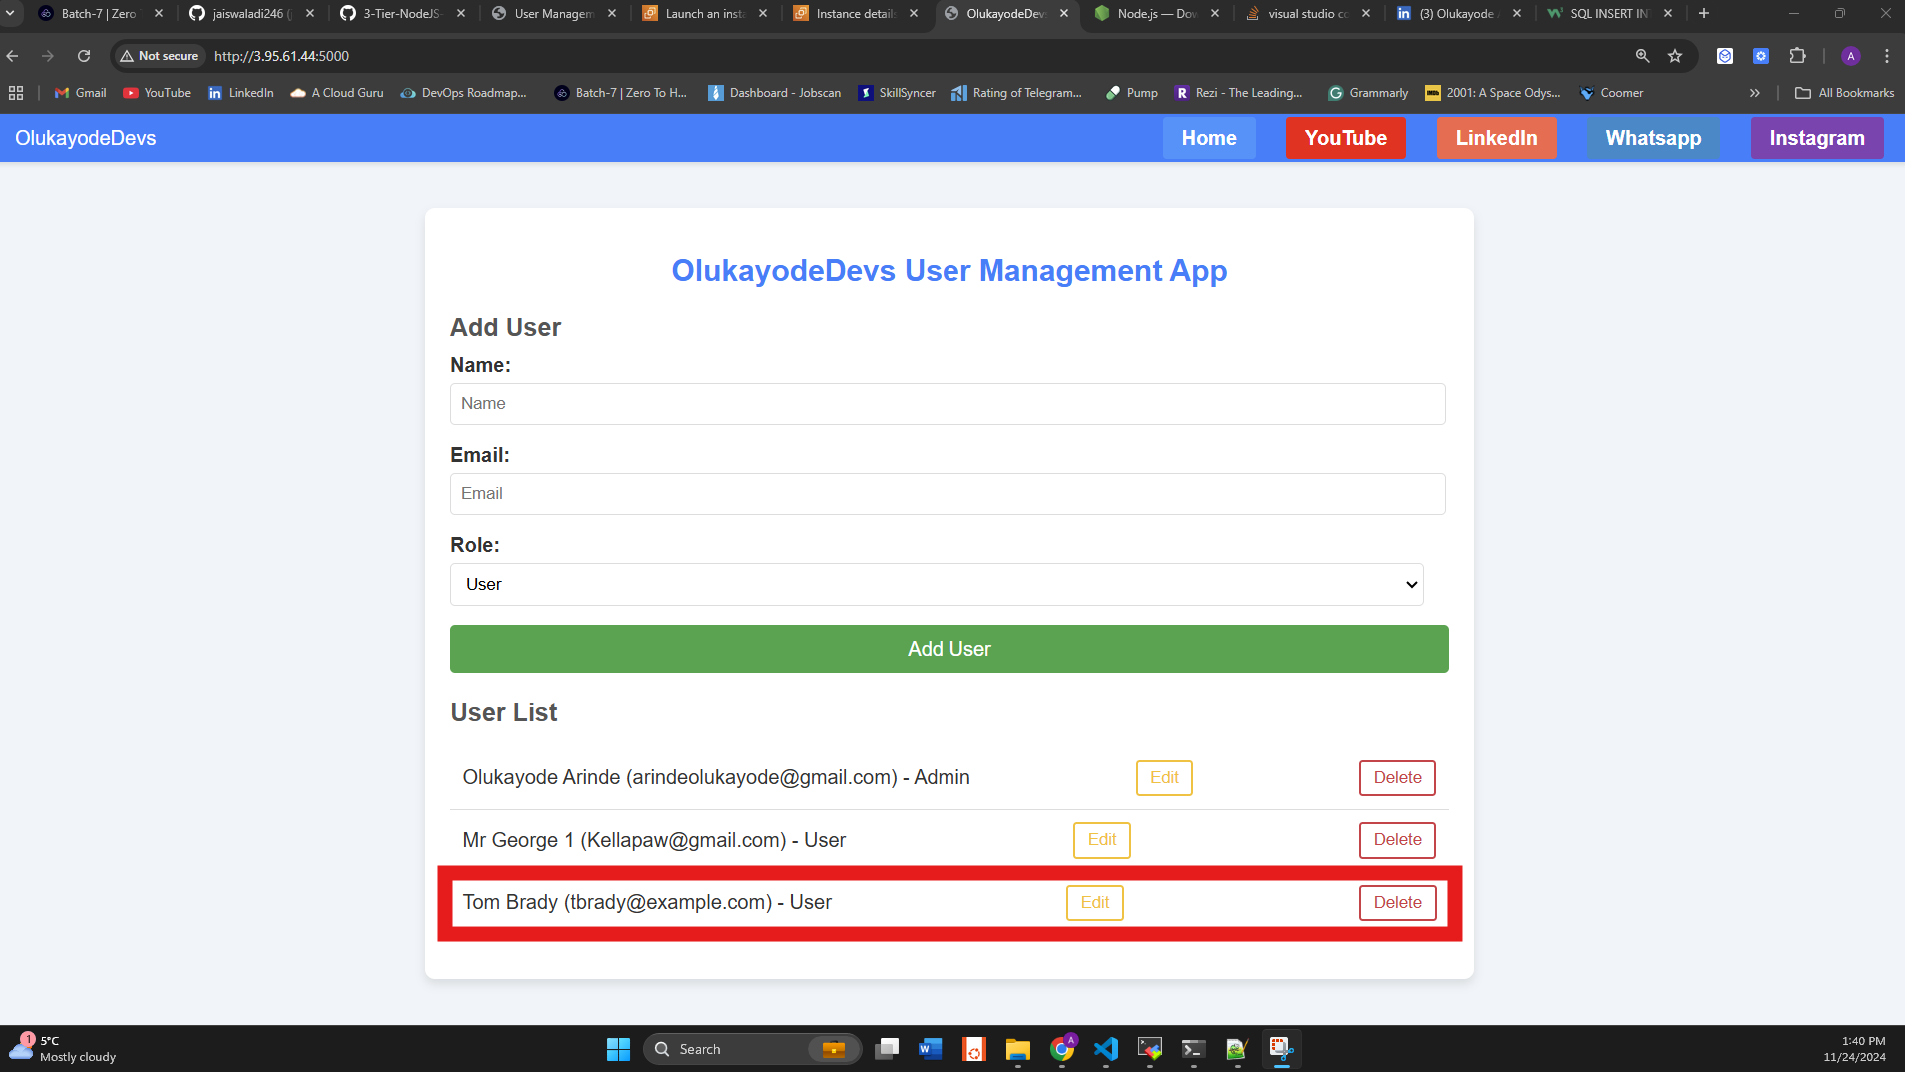 Batch-7 | Zero
jaiswaladi246 (
3-Tier-NodeJS-
User Managem
Launch an insta
Instance details
OlukayodeDevs
Node.js — Dow
visual studio co
(3) Olukayode
SQL INSERT IN
Not secure
http://3.95.61.44:5000
A
Gmail
YouTube
LinkedIn
A Cloud Guru
DevOps Roadmap...
Batch-7 | Zero To H...
Dashboard - Jobscan
SkillSyncer
Rating of Telegram...
Pump
Rezi - The Leading...
Grammarly
2001: A Space Odys...
Coomer
All Bookmarks
OlukayodeDevs
Home
YouTube
LinkedIn
Whatsapp
Instagram
OlukayodeDevs User Management App
Add User
Name:
Name
Email:
Email
Role:
User
Add User
User List
Olukayode Arinde (arindeolukayode@gmail.com) - Admin Edit Delete
Mr George 1 (Kellapaw@gmail.com) - User Edit Delete
Tom Brady (tbrady@example.com) - User Edit Delete
1
5°C
Mostly cloudy
Search
A
1:40 PM
11/24/2024